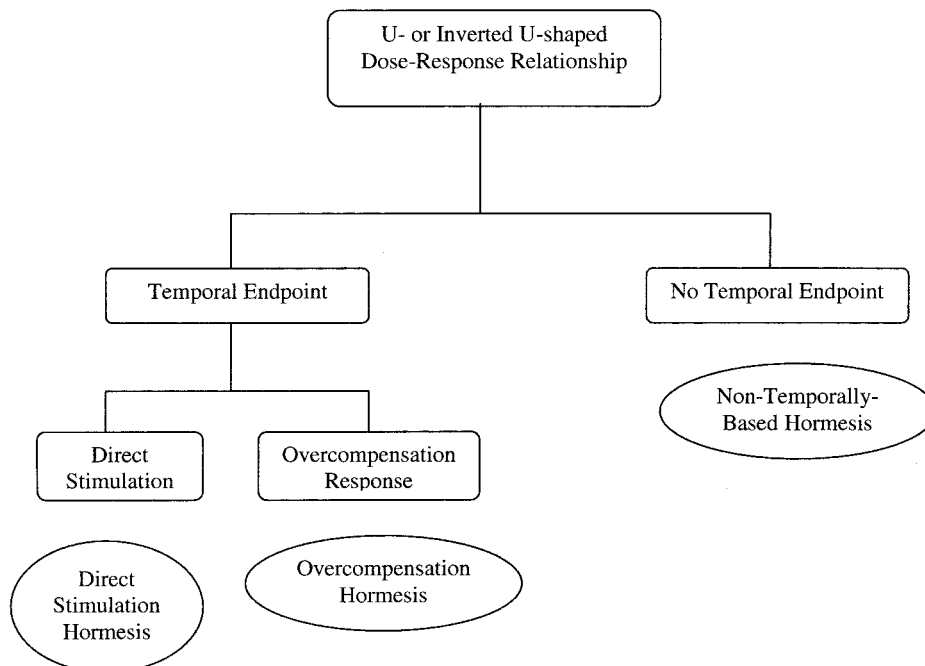 U- or Inverted U-shaped
Dose-Response Relationship
Temporal Endpoint
No Temporal Endpoint
Direct
Stimulation
Overcompensation
Response
Non-Temporally-
Based Hormesis
Direct
Stimulation
Hormesis
Overcompensation
Hormesis